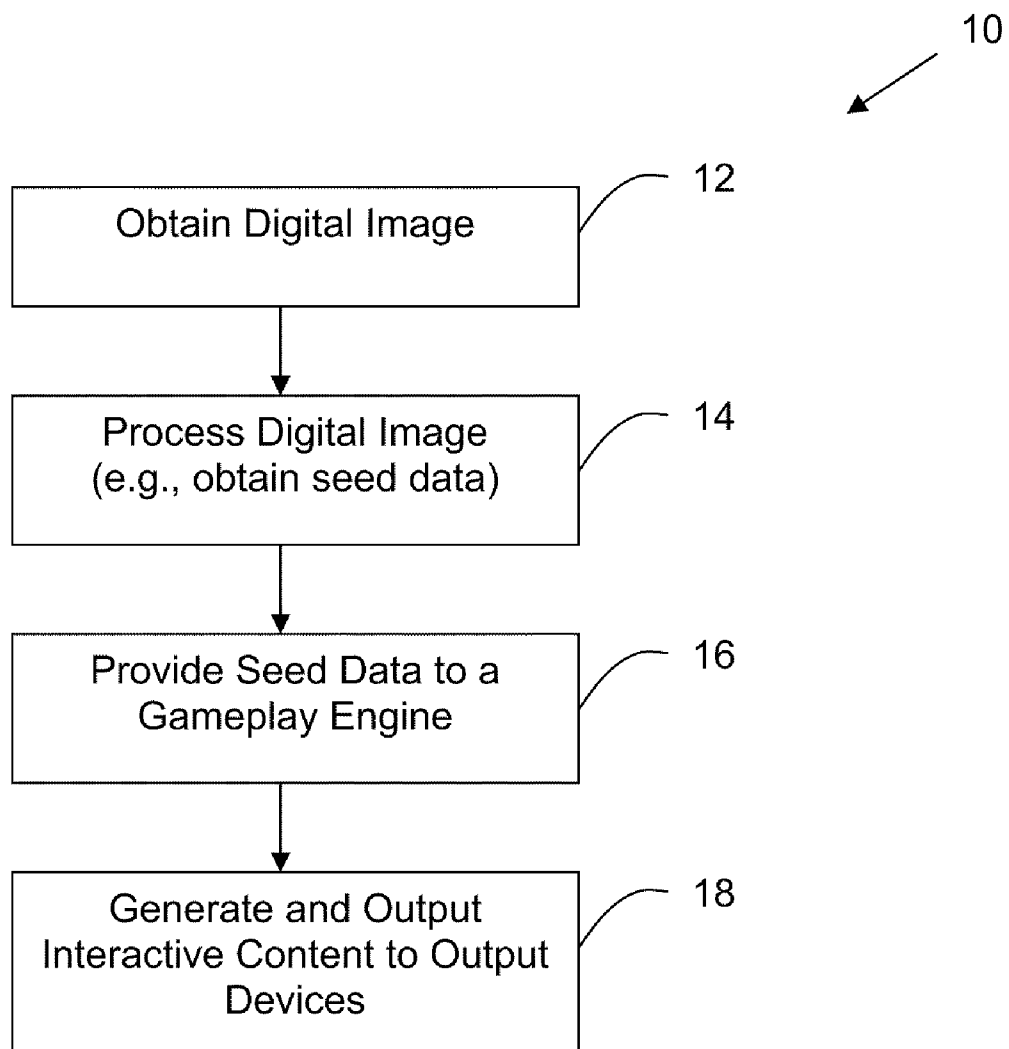 10
12
Obtain Digital Image
14
Process Digital Image
(e.g., obtain seed data)
16
Provide Seed Data to a
Gameplay Engine
18
Generate and Output
Interactive Content to Output
Devices